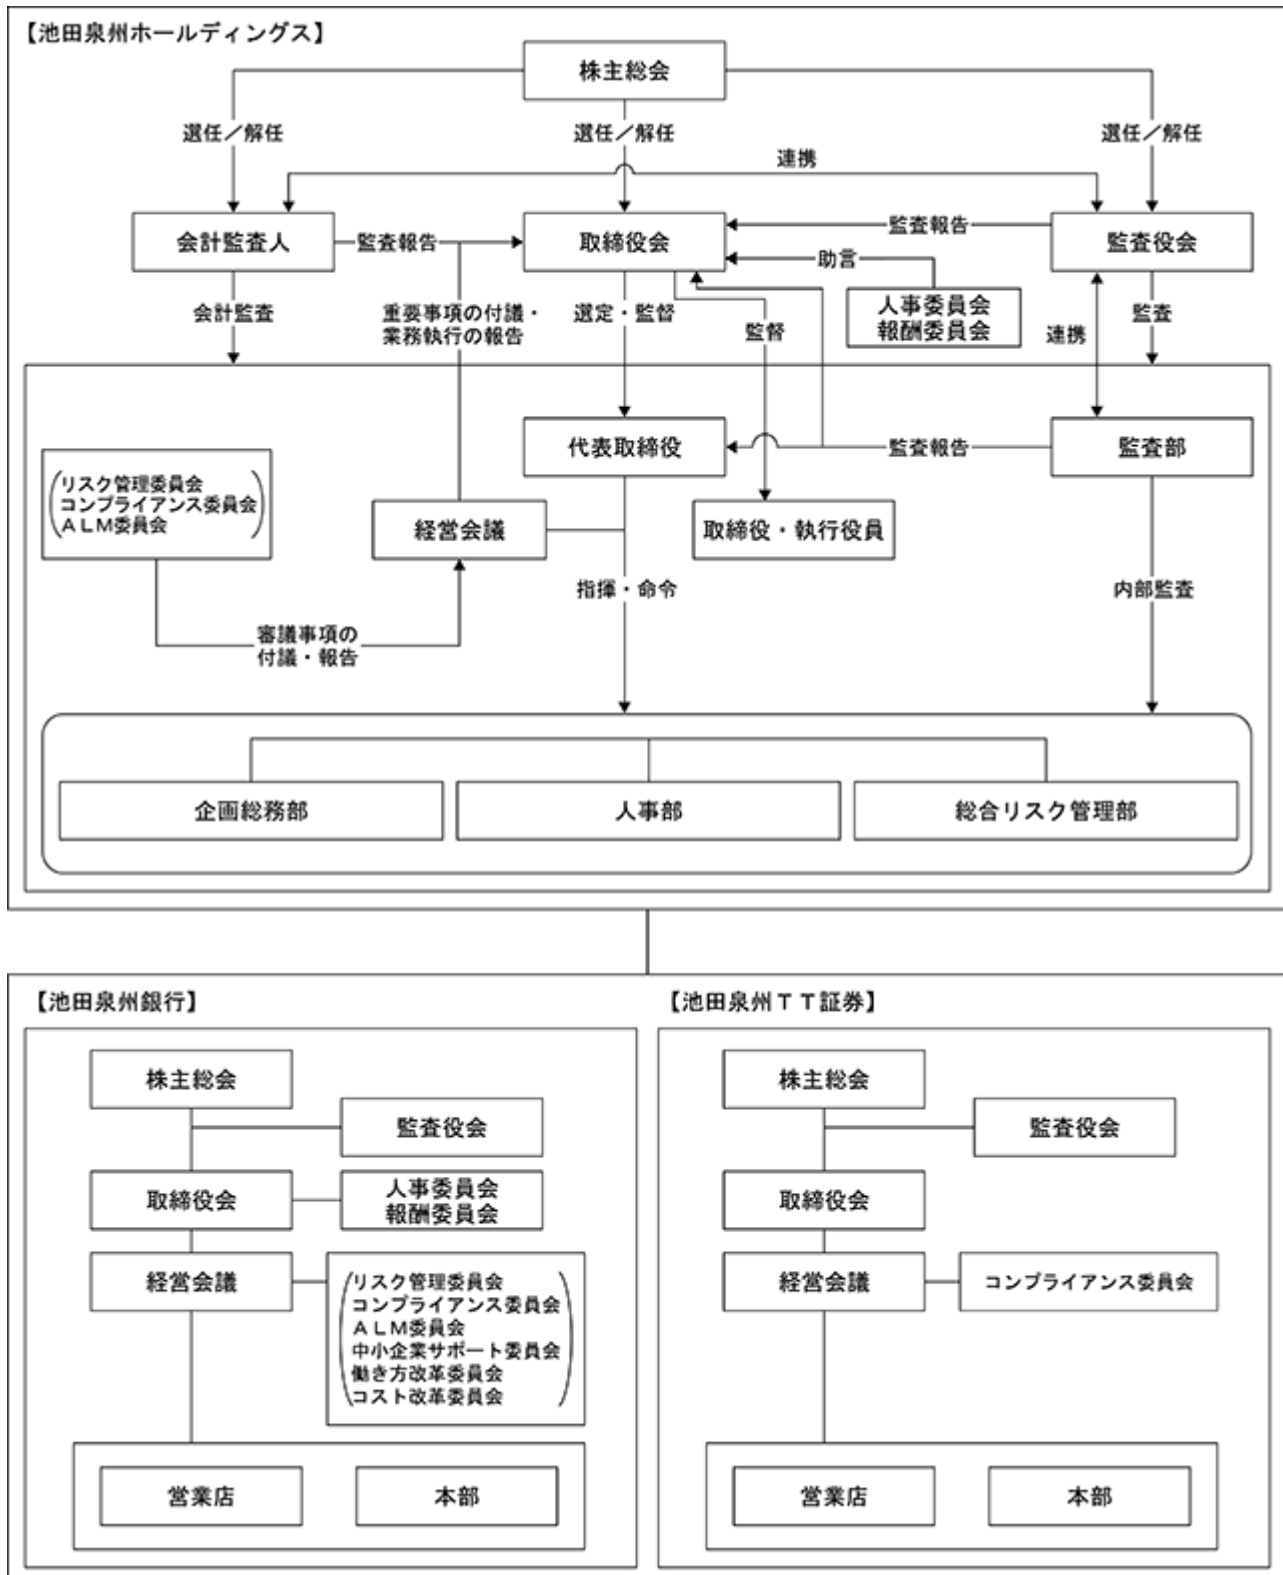 【池田泉州ホールディングス】
株主総会
選任／解任
選任／解任
選任／解任
連携
会計監査人
監査報告
取締役会
監査報告
監査役会
助言
人事委員会
報酬委員会
会計監査
重要事項の付議・
業務執行の報告
選定・監督
監督
連携
監査
代表取締役
監査報告
監査部
リスク管理委員会
コンプライアンス委員会
ＡＬＭ委員会
経営会議
取締役・執行役員
指揮・命令
内部監査
審議事項の
付議・報告
企画総務部
人事部
総合リスク管理部
【池田泉州銀行】
株主総会
監査役会
取締役会
人事委員会
報酬委員会
経営会議
リスク管理委員会
コンプライアンス委員会
ＡＬＭ委員会
中小企業サポート委員会
働き方改革委員会
コスト改革委員会
営業店
本部
【池田泉州ＴＴ証券】
株主総会
監査役会
取締役会
経営会議
コンプライアンス委員会
営業店
本部